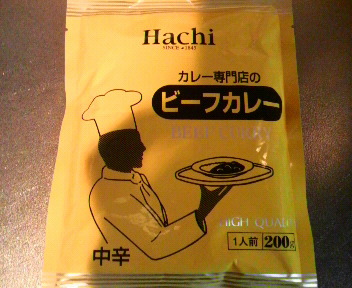 Hachi
SINCE 1845
カレー専門店の
ビーフカレー
BEEF CURRY
HIGH QUALI
1人前 200g
中辛